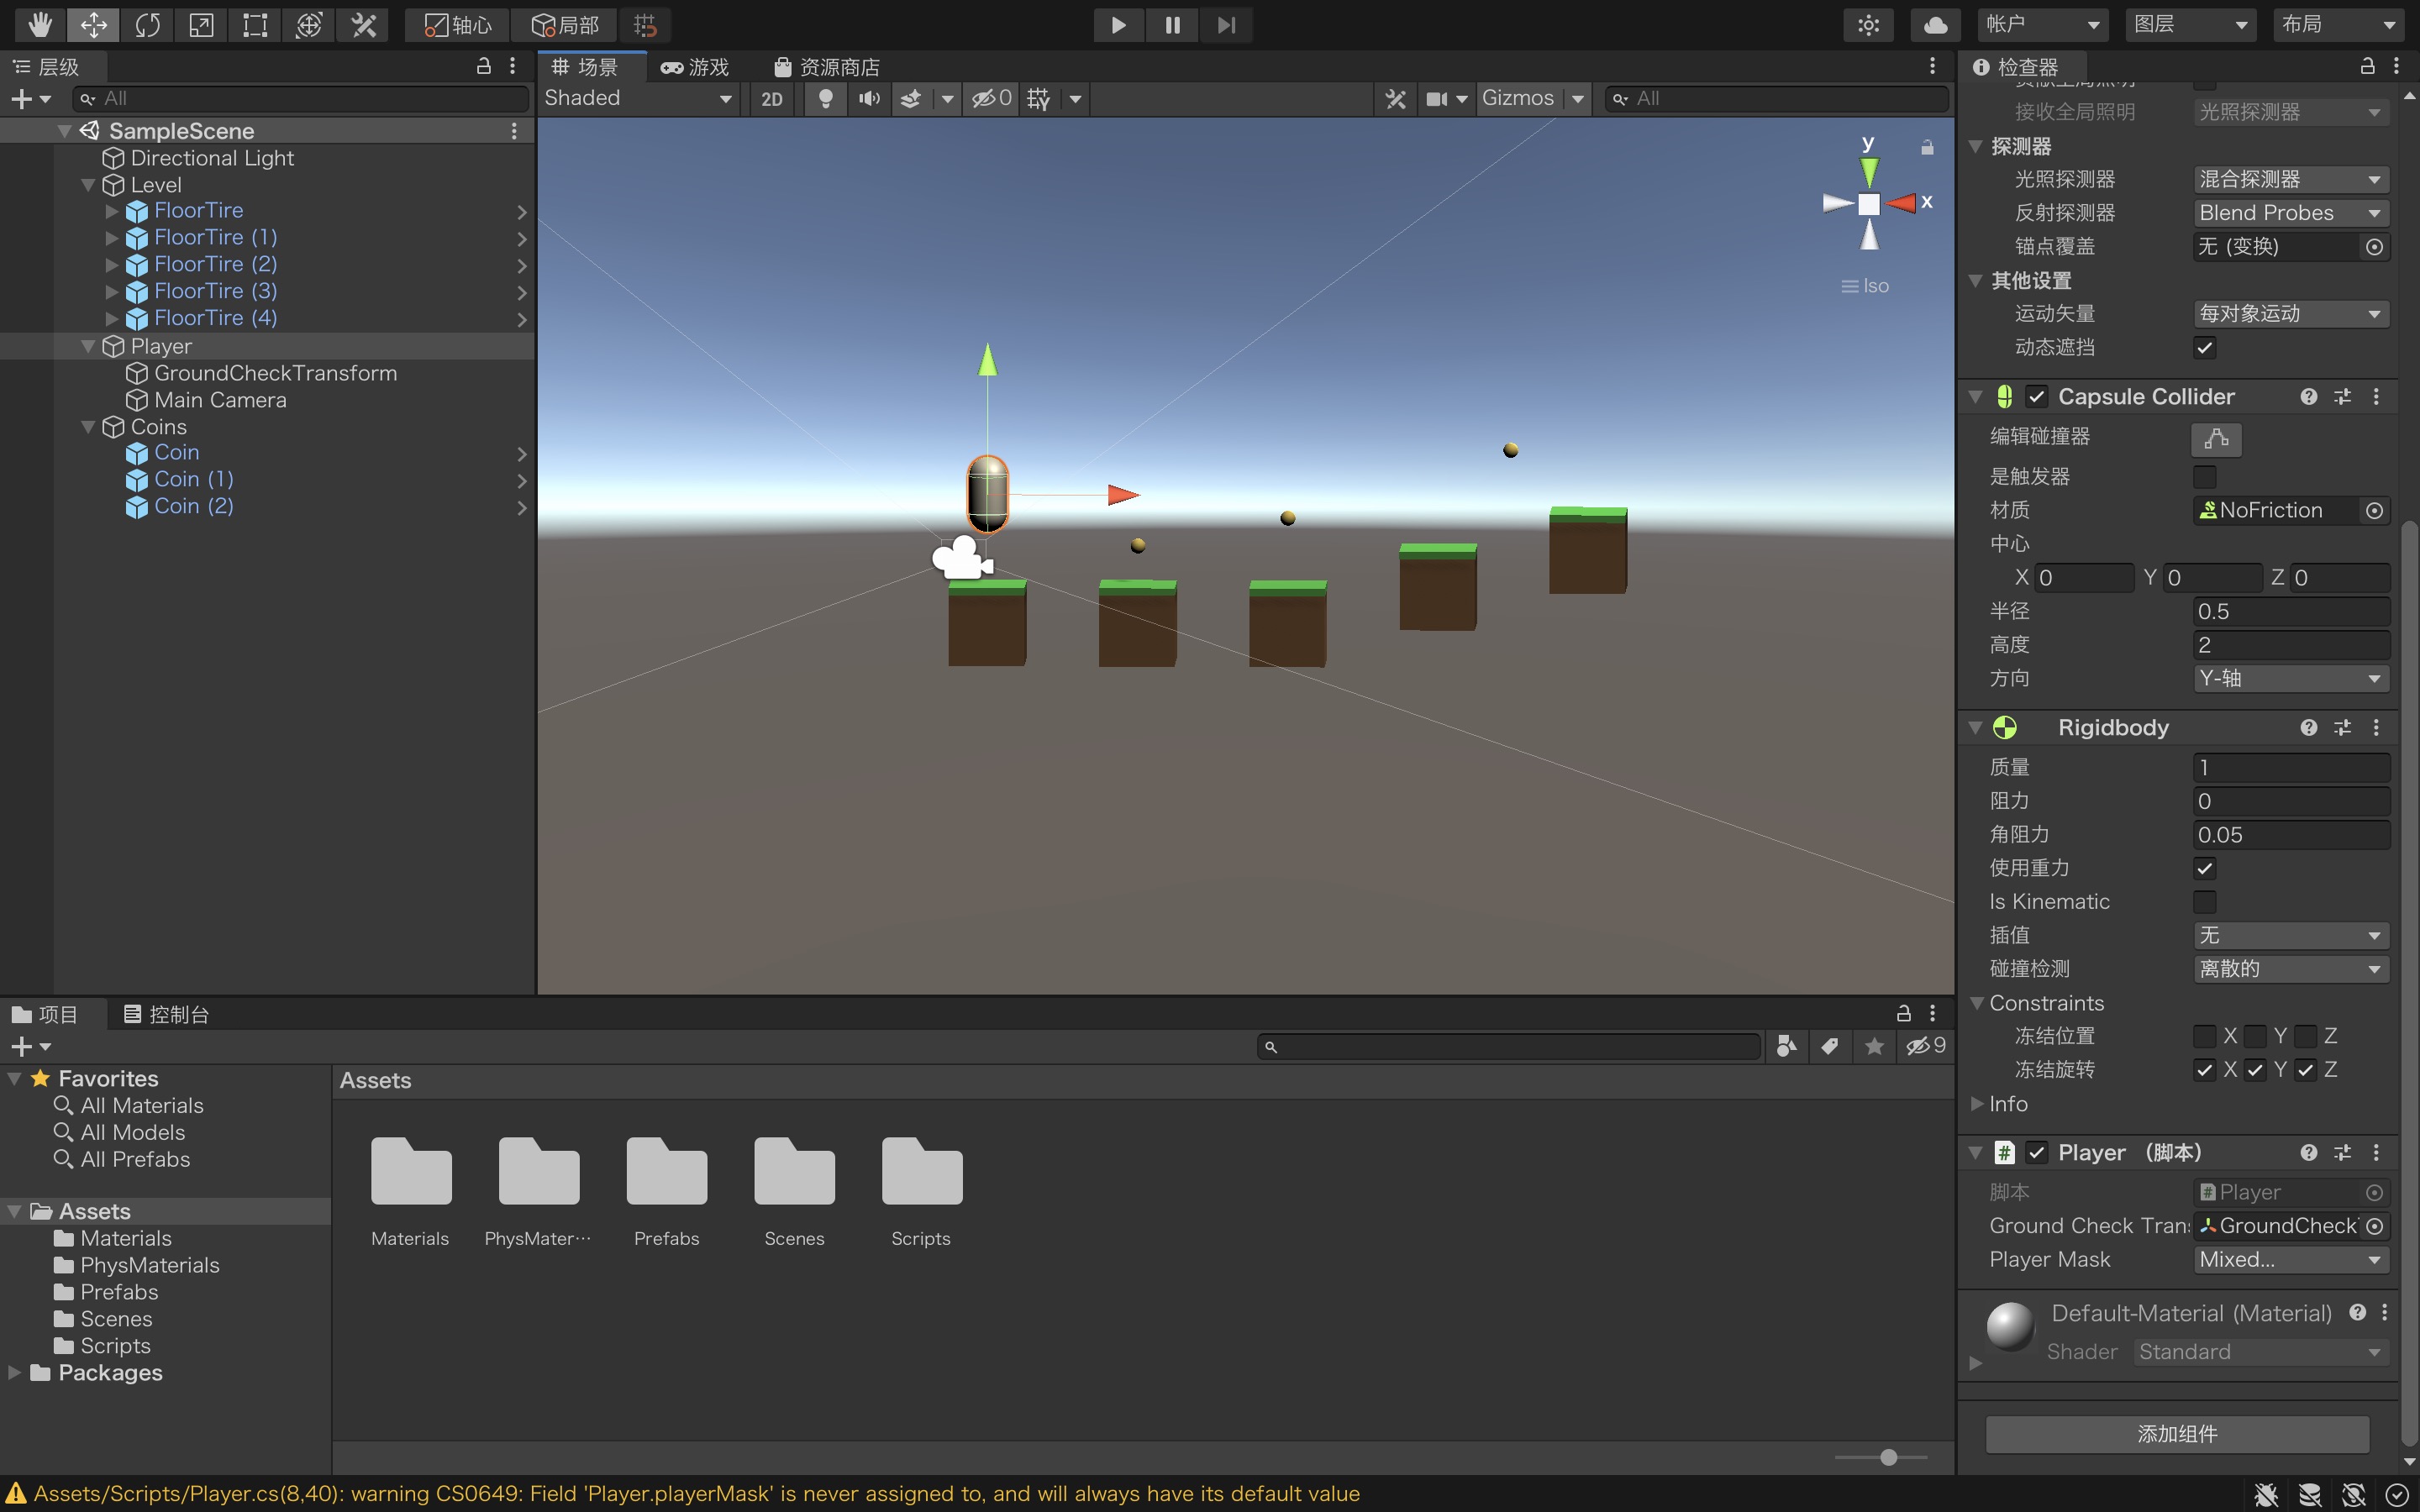 轴心
局部
帐户
图层
布局
层级
All
SampleScene
Directional Light
Level
FloorTire
FloorTire (1)
FloorTire (2)
FloorTire (3)
FloorTire (4)
Player
GroundCheckTransform
Main Camera
Coins
Coin
Coin (1)
Coin (2)
场景
游戏
资源商店
Shaded
2D
0
Gizmos
All
y
x
Iso
检查器
接收全局照明 光照探测器
探测器
光照探测器 混合探测器
反射探测器 Blend Probes
锚点覆盖 无 (变换)
其他设置
运动矢量 每对象运动
动态遮挡
Capsule Collider
编辑碰撞器
是触发器
材质 NoFriction
中心
X 0 Y 0 Z 0
半径 0.5
高度 2
方向 Y-轴
Rigidbody
质量 1
阻力 0
角阻力 0.05
使用重力
Is Kinematic
插值 无
碰撞检测 离散的
Constraints
冻结位置 X Y Z
冻结旋转 X Y Z
Info
Player （脚本）
脚本 Player
Ground Check Tran GroundCheck
Player Mask Mixed...
Default-Material (Material)
Shader Standard
添加组件
项目
控制台
9
Favorites
All Materials
All Models
All Prefabs
Assets
Materials
PhysMaterials
Prefabs
Scenes
Scripts
Packages
Assets
Materials
PhysMater…
Prefabs
Scenes
Scripts
Assets/Scripts/Player.cs(8,40): warning CS0649: Field 'Player.playerMask' is never assigned to, and will always have its default value